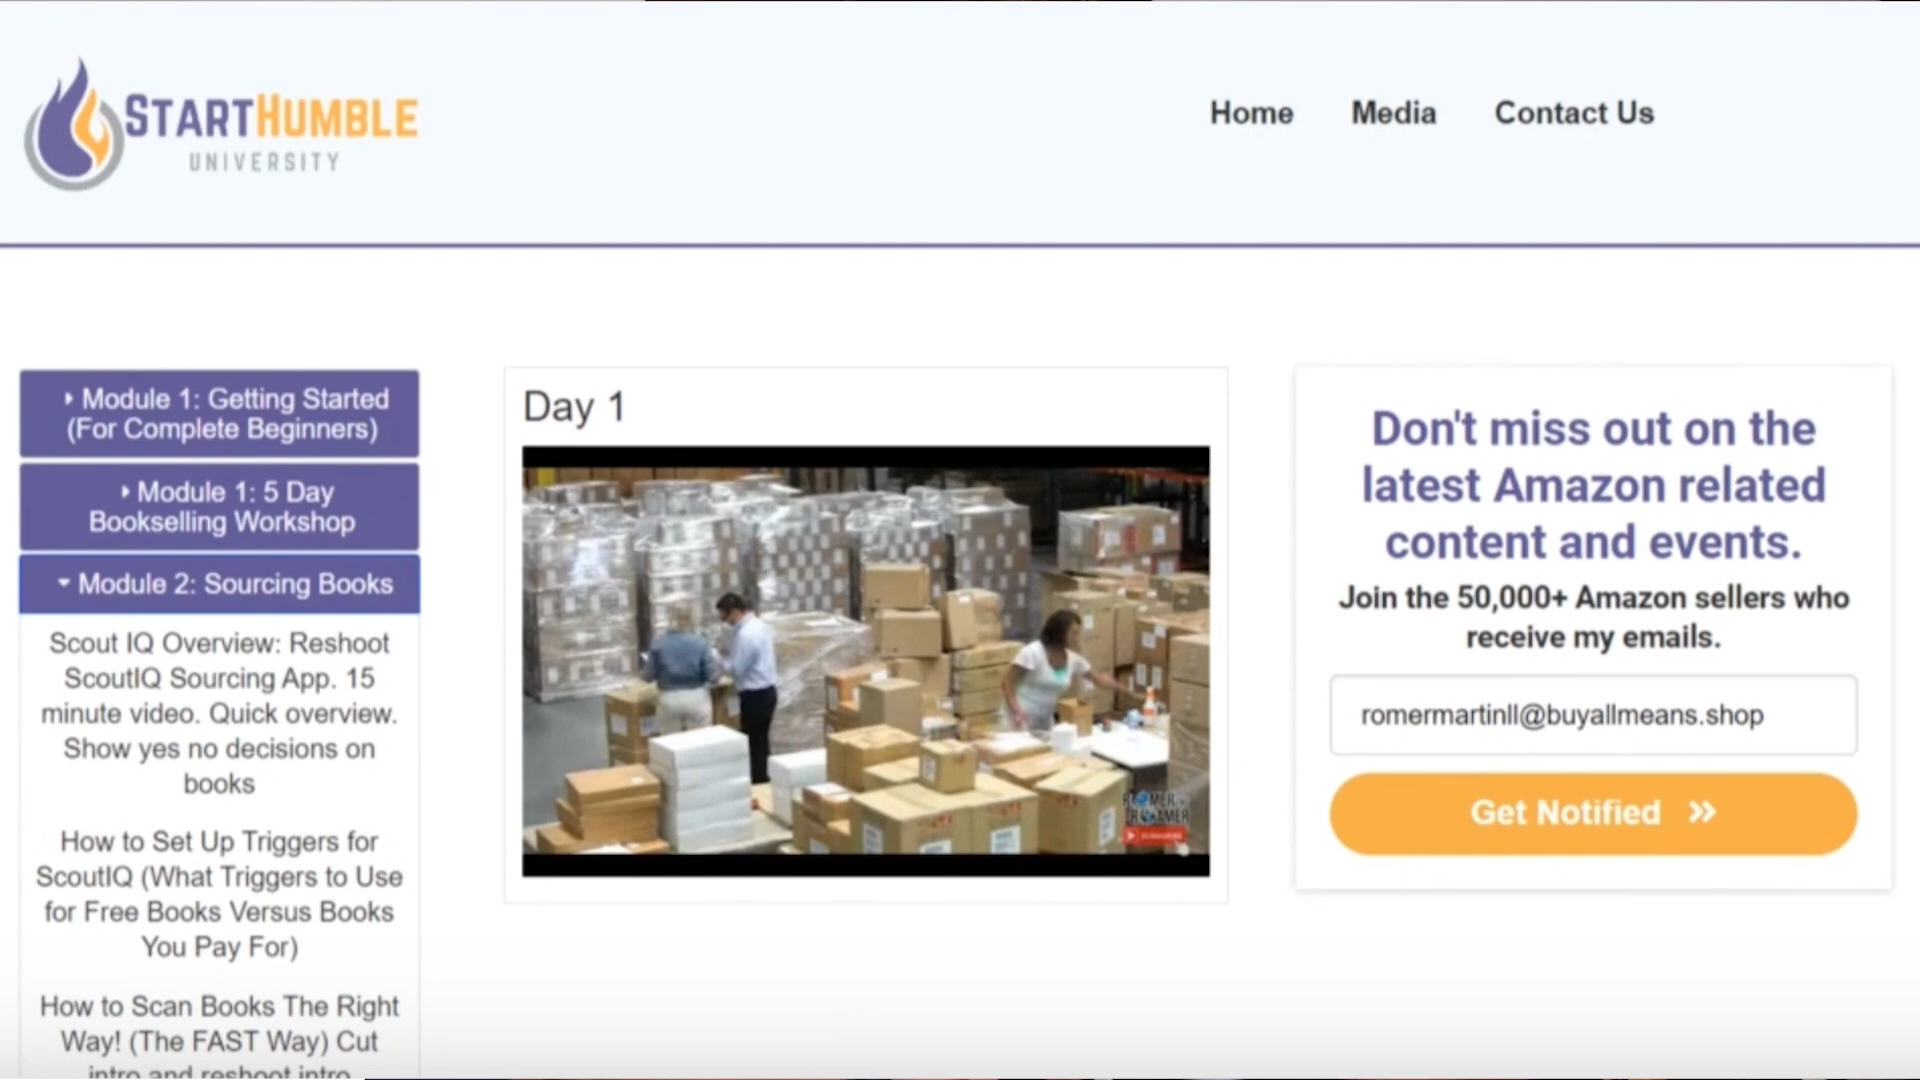 STARTHUMBLE
UNIVERSITY
Home
Media
Contact Us
Module 1: Getting Started
(For Complete Beginners)
Module 1: 5 Day
Bookselling Workshop
Module 2: Sourcing Books
Scout IQ Overview: Reshoot
ScoutIQ Sourcing App. 15
minute video. Quick overview.
Show yes no decisions on
books
How to Set Up Triggers for
ScoutIQ (What Triggers to Use
for Free Books Versus Books
You Pay For)
How to Scan Books The Right
Way! (The FAST Way) Cut
intro and reshoot intro
Day 1
Don't miss out on the
latest Amazon related
content and events.
Join the 50,000+ Amazon sellers who
receive my emails.
romermartinll@buyallmeans.shop
Get Notified »